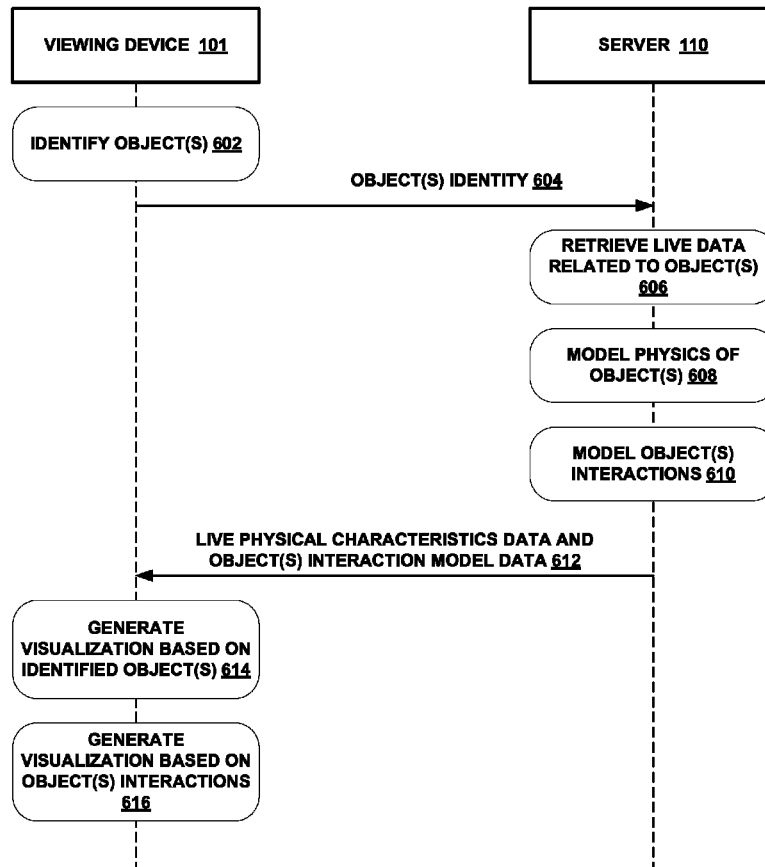 VIEWING DEVICE 101
SERVER 110
IDENTIFY OBJECT(S) 602
OBJECT(S) IDENTITY 604
RETRIEVE LIVE DATA
RELATED TO OBJECT(S)
606
MODEL PHYSICS OF
OBJECT(S) 608
MODEL OBJECT(S)
INTERACTIONS 610
LIVE PHYSICAL CHARACTERISTICS DATA AND
OBJECT(S) INTERACTION MODEL DATA 612
GENERATE
VISUALIZATION BASED ON
IDENTIFIED OBJECT(S) 614
GENERATE
VISUALIZATION BASED ON
OBJECT(S) INTERACTIONS
616